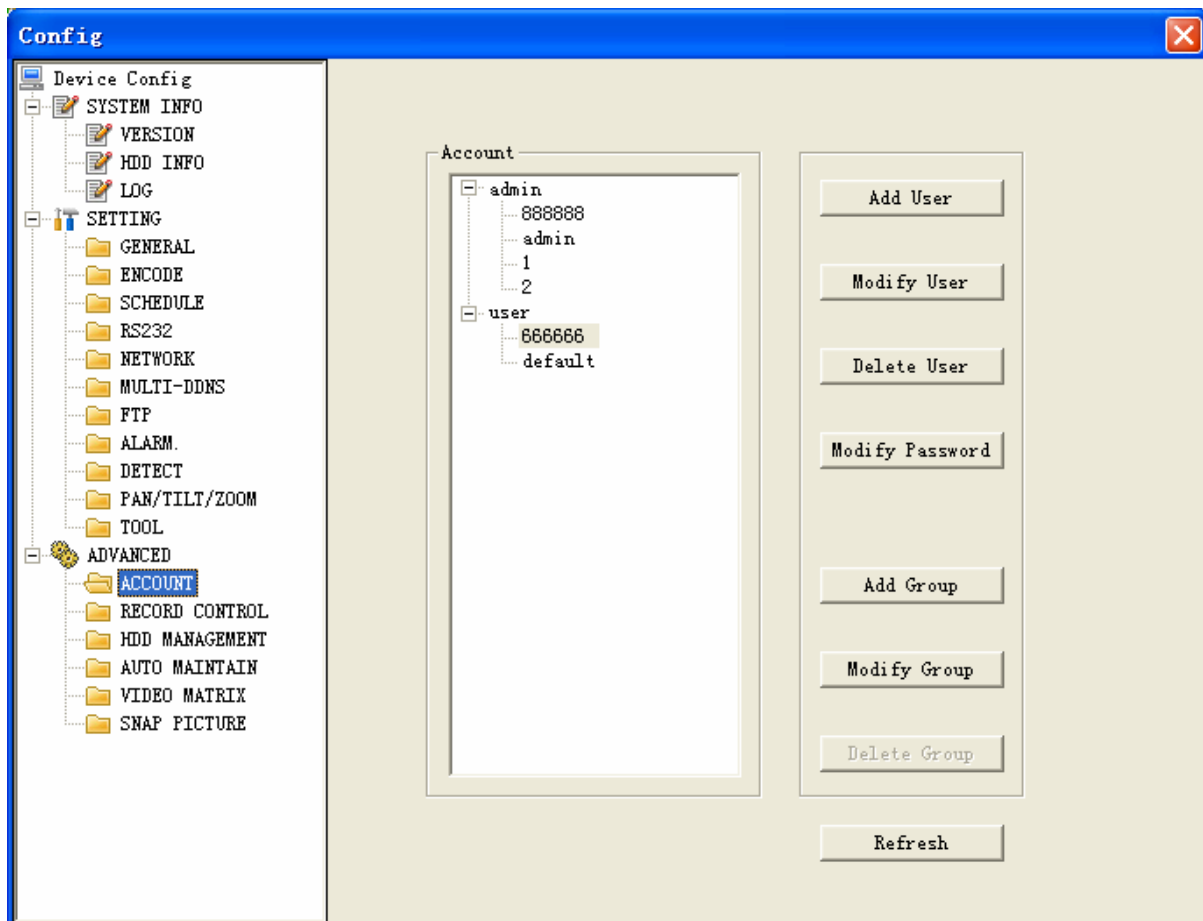 Config
Device Config
SYSTEM INFO
VERSION
HDD INFO
LOG
SETTING
GENERAL
ENCODE
SCHEDULE
RS232
NETWORK
MULTI-DDNS
FTP
ALARM.
DETECT
PAN/TILT/ZOOM
TOOL
ADVANCED
ACCOUNT
RECORD CONTROL
HDD MANAGEMENT
AUTO MAINTAIN
VIDEO MATRIX
SNAP PICTURE
Account
admin
888888
admin
1
2
user
666666
default
Add User
Modify User
Delete User
Modify Password
Add Group
Modify Group
Delete Group
Refresh